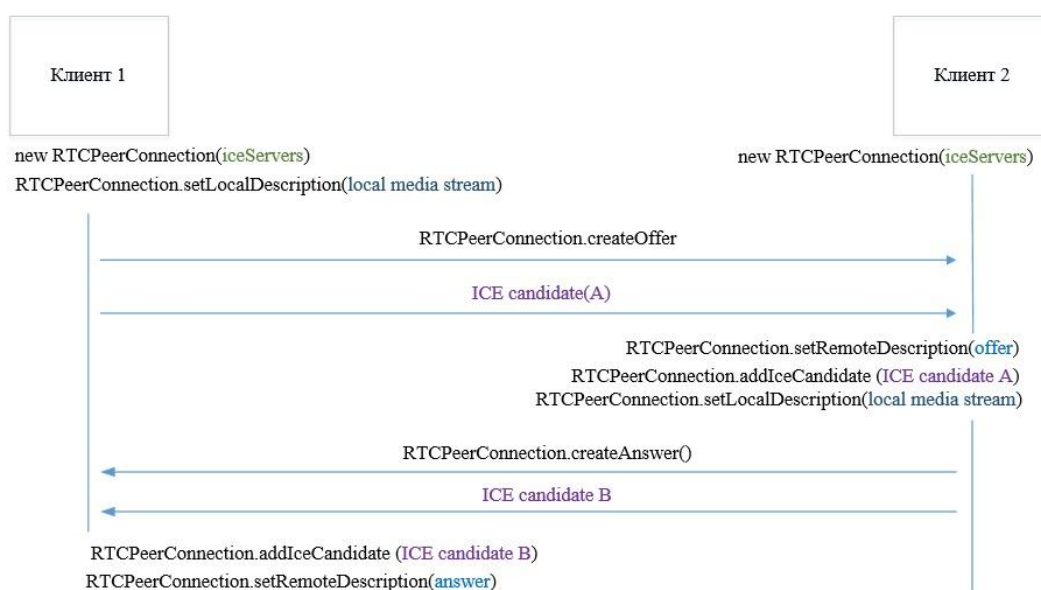 Клиент 1
Клиент 2
new RTCPeerConnection(iceServers)
new RTCPeerConnection(iceServers)
RTCPeerConnection.setLocalDescription(local media stream)
RTCPeerConnection.createOffer
ICE candidate(A)
RTCPeerConnection.setRemoteDescription(offer)
RTCPeerConnection.addIceCandidate (ICE candidate A)
RTCPeerConnection.setLocalDescription(local media stream)
RTCPeerConnection.createAnswer()
ICE candidate B
RTCPeerConnection.addIceCandidate (ICE candidate B)
RTCPeerConnection.setRemoteDescription(answer)